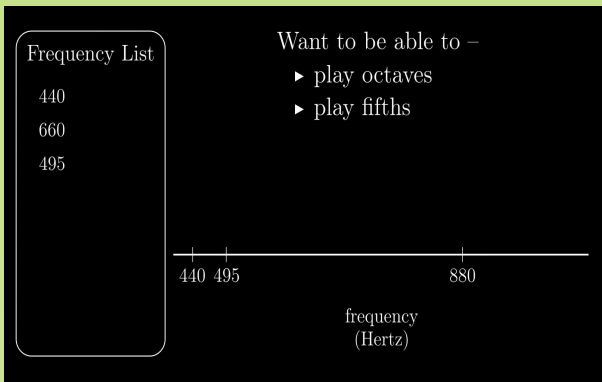 Frequency List
440
660
495
Want to be able to –
▸ play octaves
▸ play fifths
440 495 880
frequency
(Hertz)